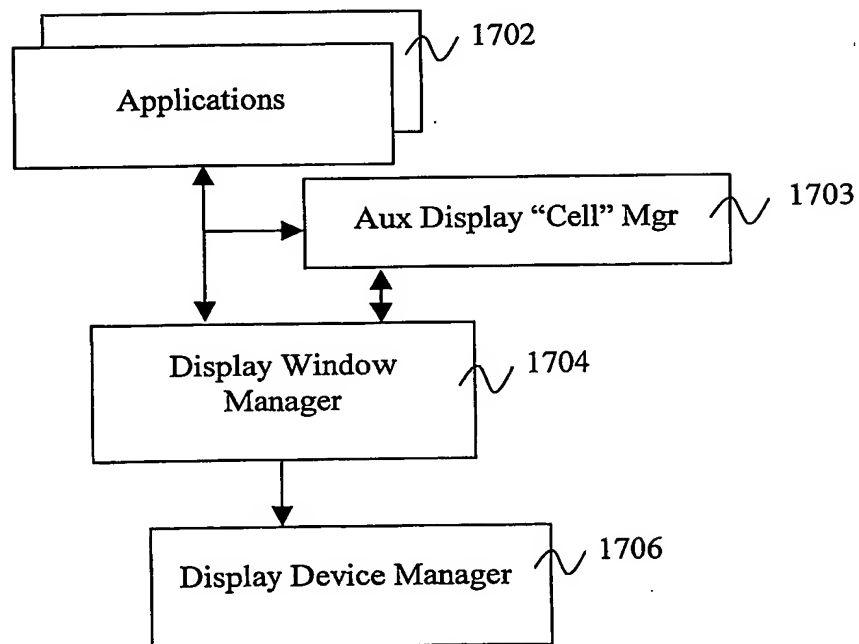 1702
Applications
1703
Aux Display “Cell” Mgr
Display Window
Manager
1704
1706
Display Device Manager